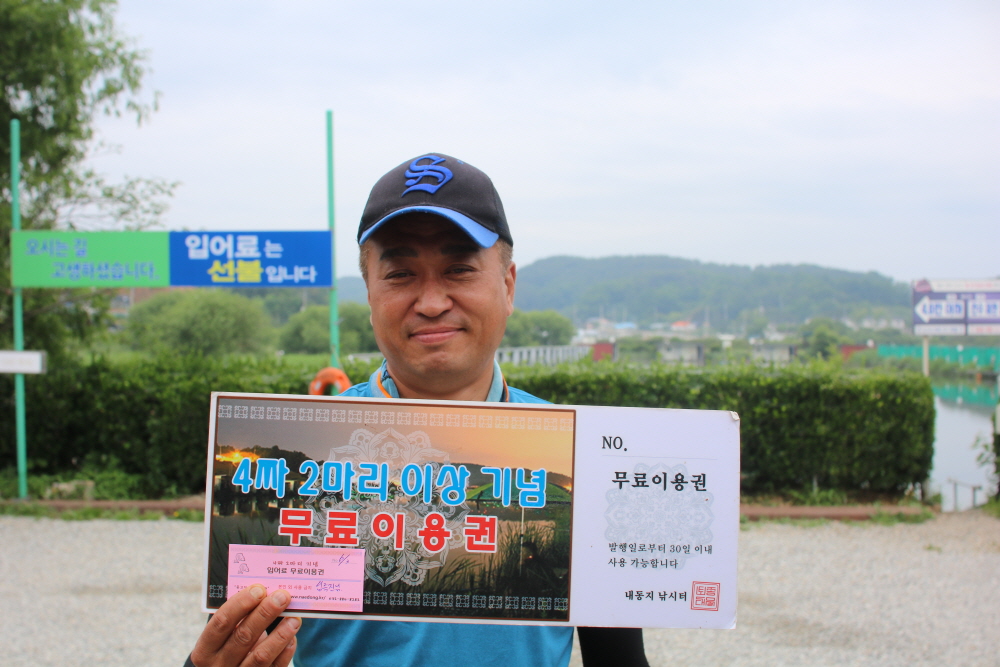 오시는 길
고생하셨습니다.
입어료는
선불입니다
S
4짜 2마리 이상 기념
무료이용권
입어료 무료이용권
NO.
무료이용권
발행일로부터 30일 이내
사용 가능합니다
내동지 낚시터